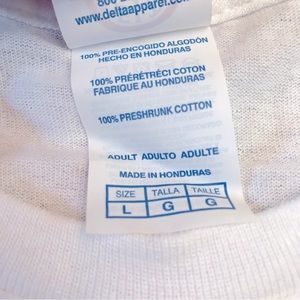 www.deltaapparel.com
100% PRE-ENCOGIDO ALGODÓN
HECHO EN HONDURAS
100% PRÉRÉTRÉCI COTON
FABRIQUE AU HONDURAS
100% PRESHRUNK COTTON
ADULT ADULTO ADULTE
MADE IN HONDURAS
SIZE TALLA TAILLE
L G G